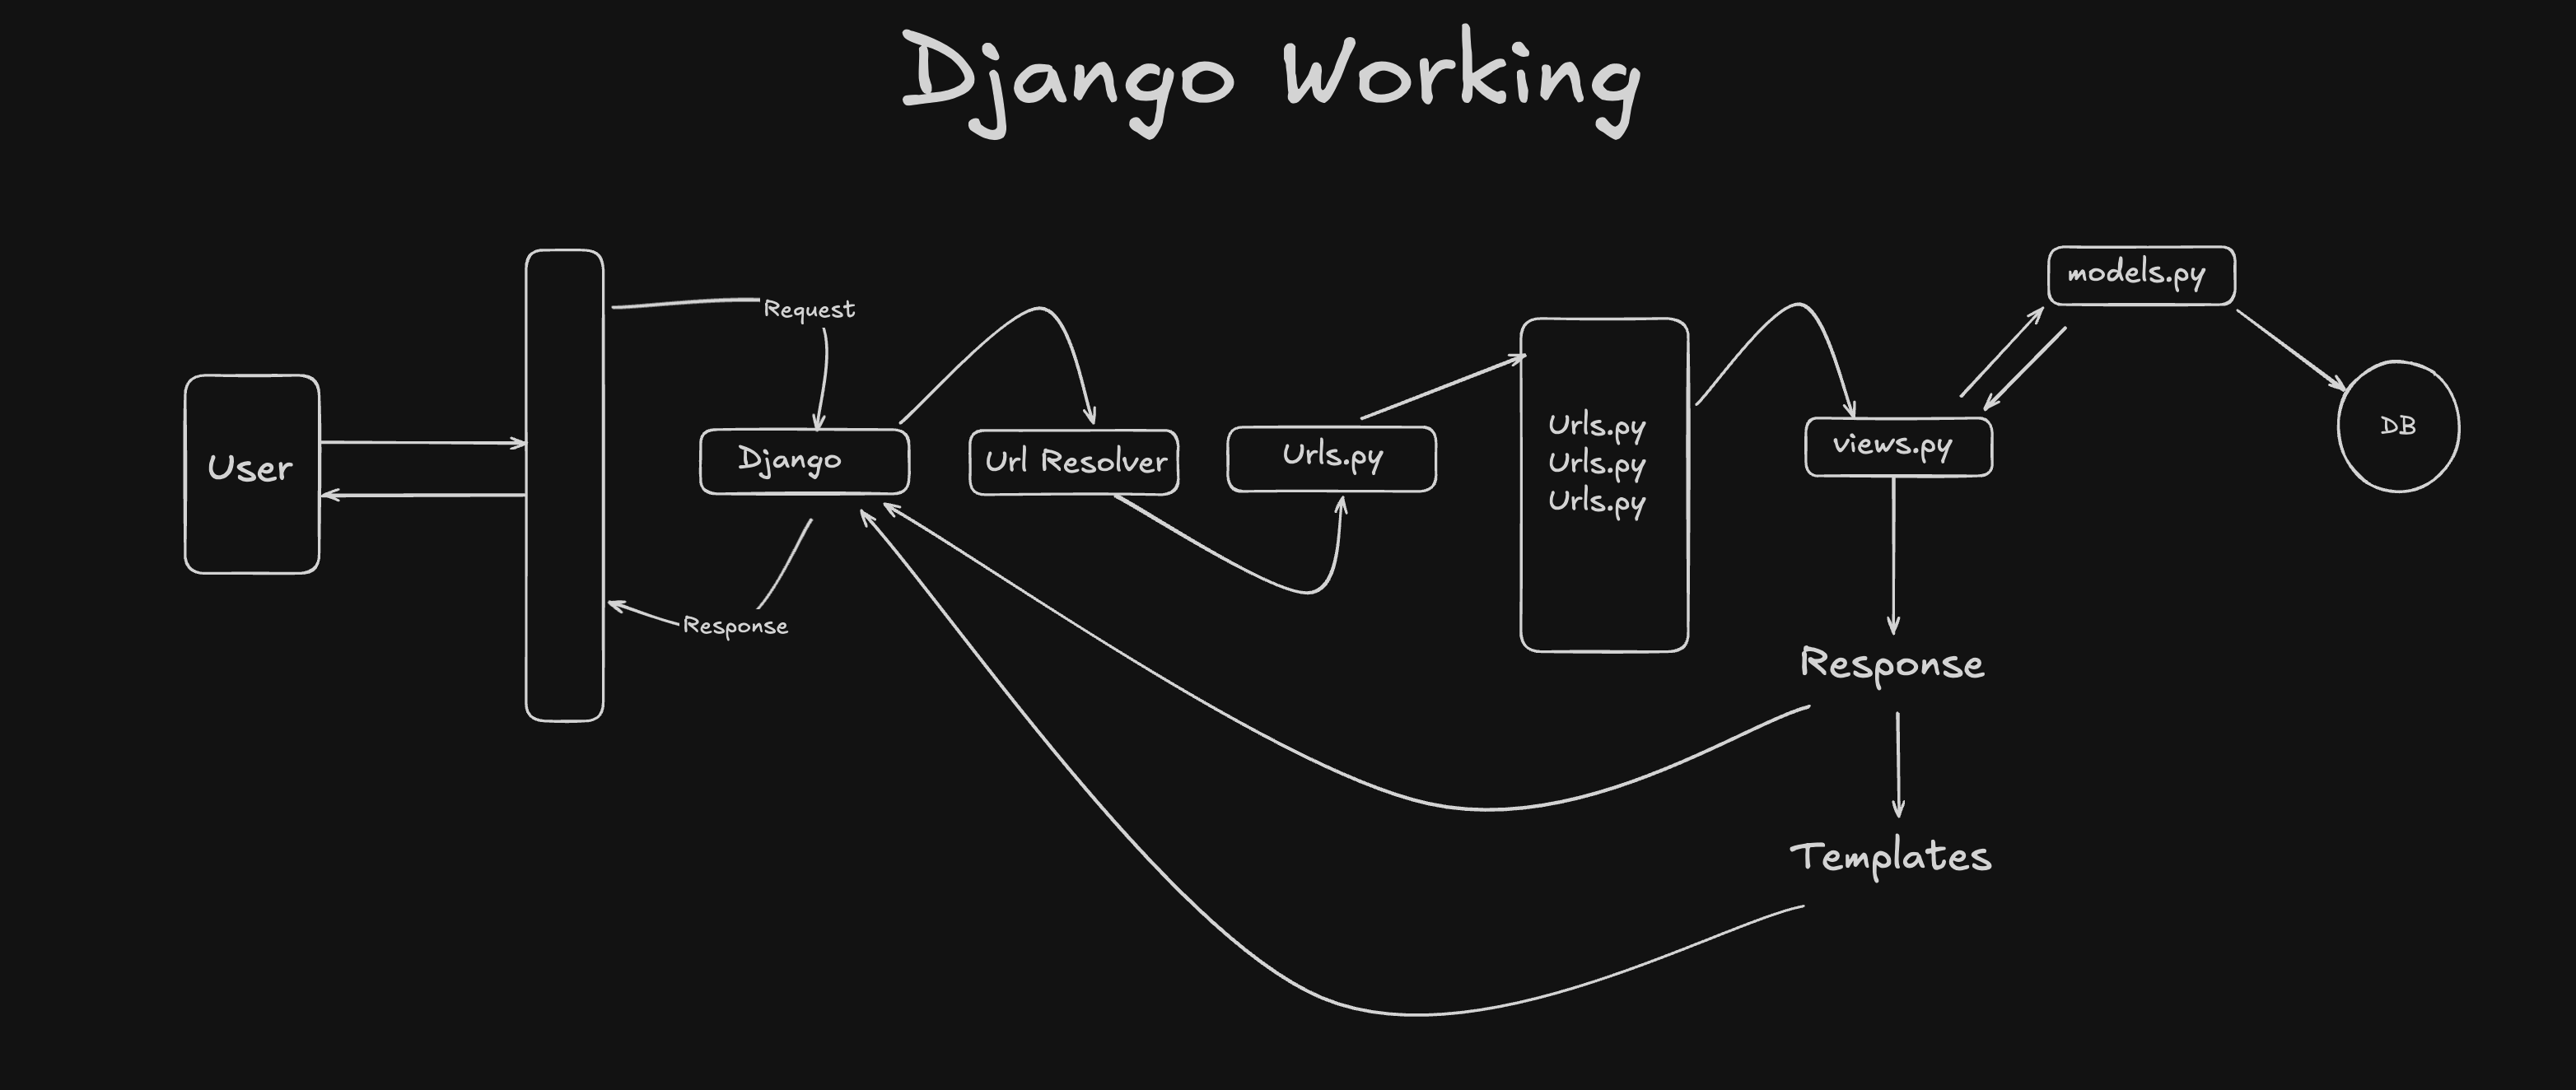 Django Working
User
Request
Response
Django
Url Resolver
Urls.py
Urls.py
Urls.py
Urls.py
views.py
models.py
DB
Response
Templates